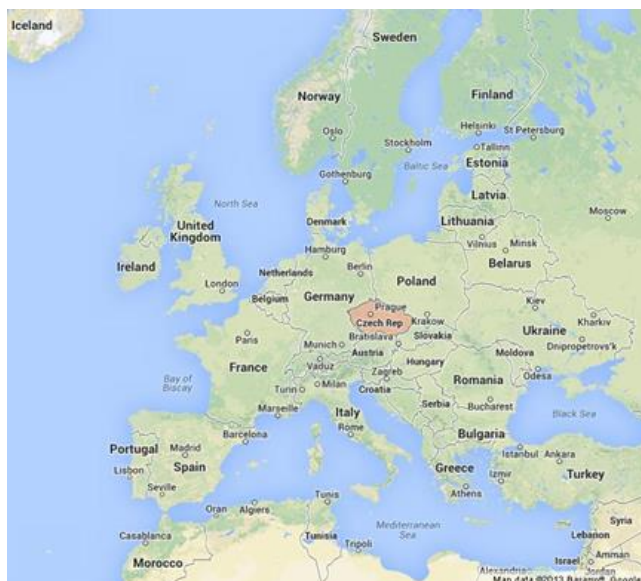 Iceland
Sweden
Norway
Finland
Oslo
Helsinki
St Petersburg
Stockholm
Tallinn
Estonia
Baltic Sea
Gothenburg
Latvia
North Sea
Moscow
Denmark
Lithuania
United
Kingdom
Vilnius
Minsk
Hamburg
Belarus
Ireland
Netherlands
Berlin
London
Poland
Germany
Belgium
Prague
Kiev
Czech Rep
Krakow
Kharkiv
Ukraine
Paris
Bratislava
Slovakia
Dnipropetrovs'k
Munich
Austria
Moldova
France
Vaduz
Hungary
Zagreb
Odesa
Bay of
Biscay
Turin
Milan
Croatia
Romania
Serbia
Bucharest
Marseille
Italy
Black Sea
Portugal
Barcelona
Rome
Bulgaria
Madrid
Istanbul
Ankara
Lisbon
Spain
Greece
Izmir
Turkey
Seville
Athens
Oran
Algiers
Tunis
Syria
Casablanca
Tunisia
Mediterranean
Sea
Lebanon
Tripoli
Israel
Amman
Morocco
Jordan
Map data ©2013